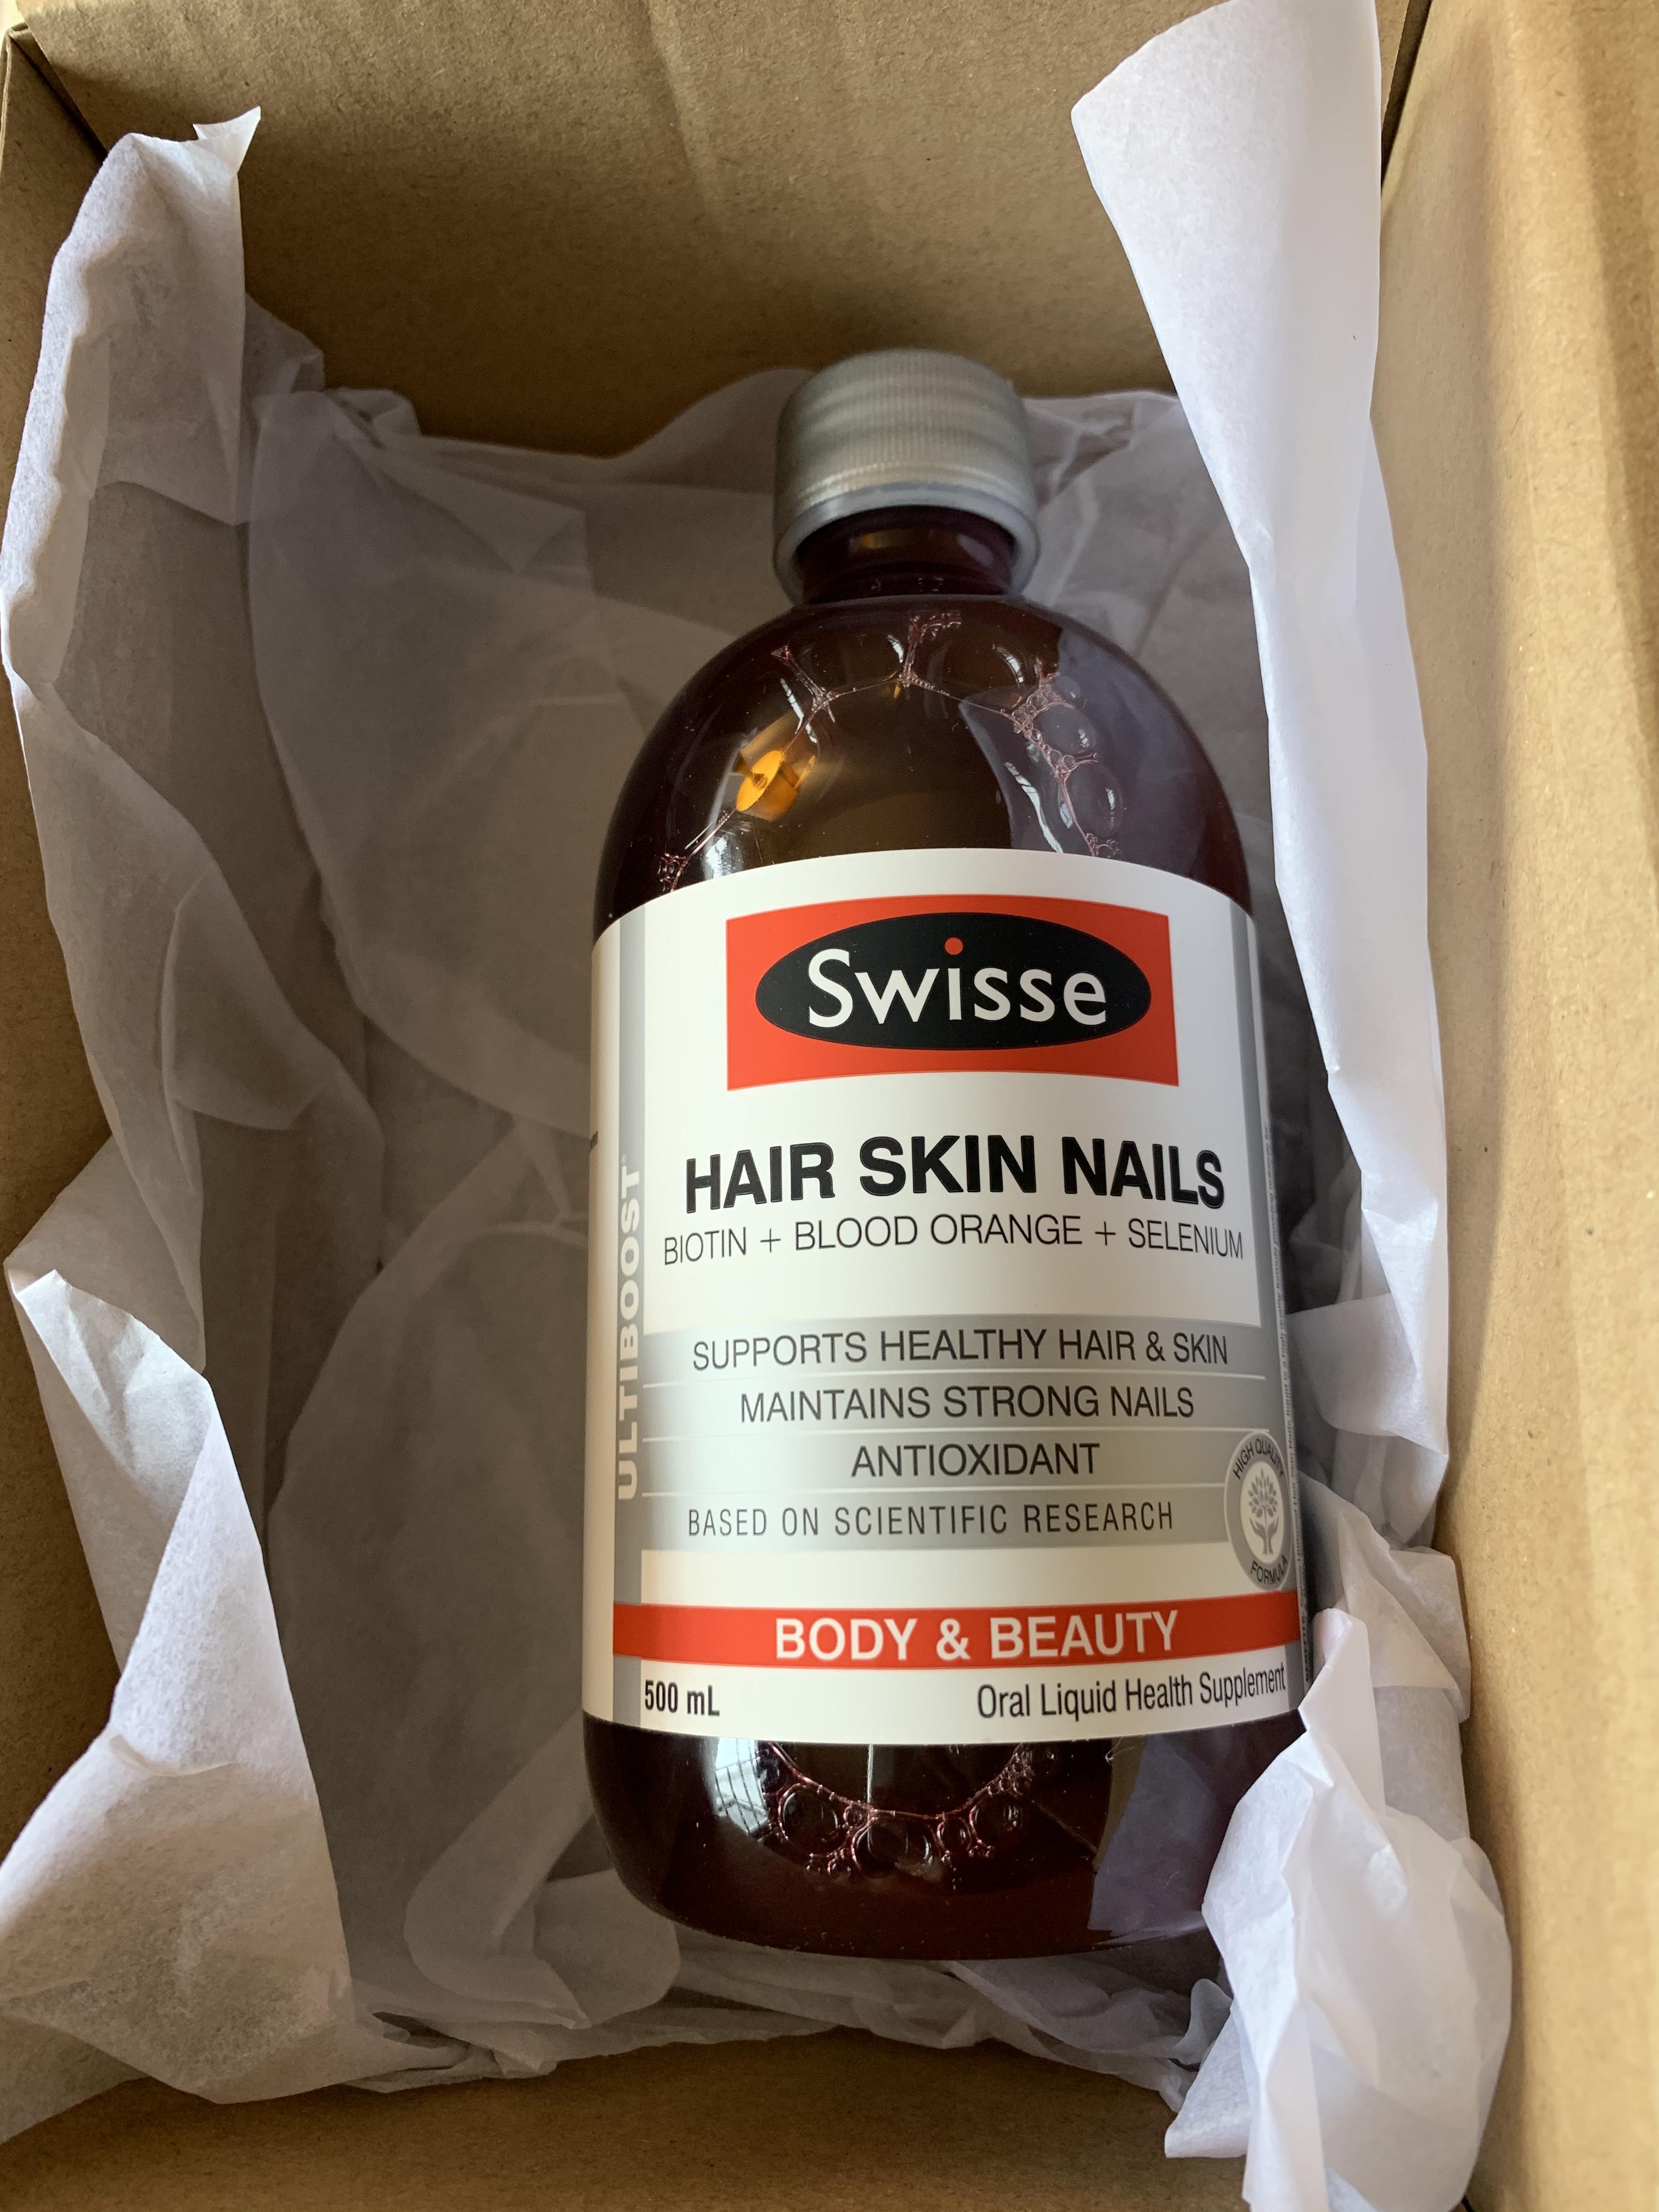 Swisse
ULTIBOOST
HAIR SKIN NAILS
BIOTIN + BLOOD ORANGE + SELENIUM
SUPPORTS HEALTHY HAIR & SKIN
MAINTAINS STRONG NAILS
ANTIOXIDANT
BASED ON SCIENTIFIC RESEARCH
HIGH QUALITY
FORMULA
BODY & BEAUTY
500 mL
Oral Liquid Health Supplement